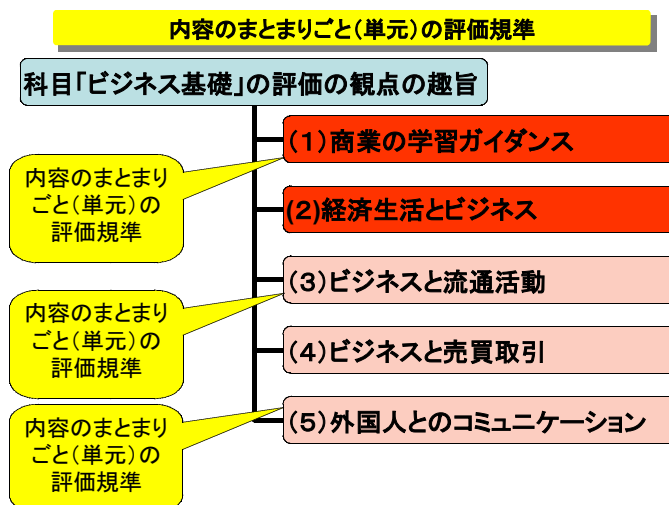 内容のまとまりごと(単元)の評価規準
科目「ビジネス基礎」の評価の観点の趣旨
(1)商業の学習ガイダンス
内容のまとまり
ごと(単元)の
評価規準
(2)経済生活とビジネス
(3)ビジネスと流通活動
内容のまとまり
ごと(単元)の
評価規準
(4)ビジネスと売買取引
(5)外国人とのコミュニケーション
内容のまとまり
ごと(単元)の
評価規準